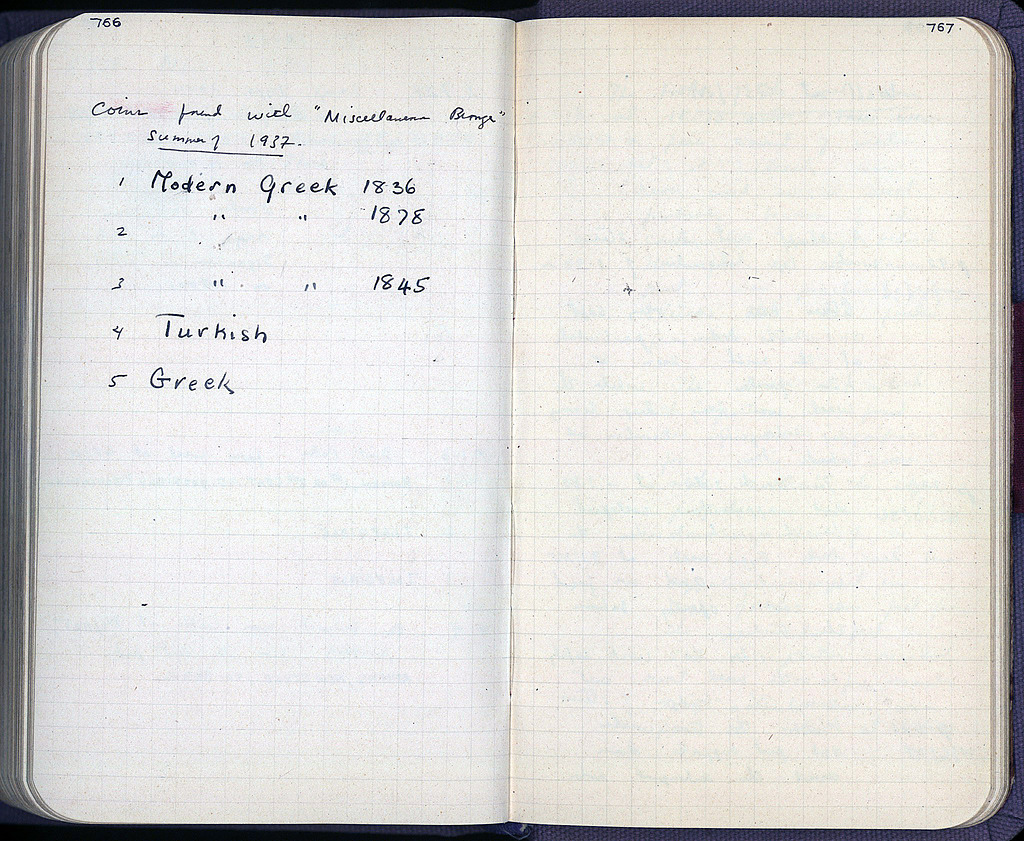 766
767.
Coins found with "Miscellaneous Bronze"
Summer 1937.
1 Modern Greek 1836
" " 1878
2
3 " " 1845
4 Turkish
5 Greek